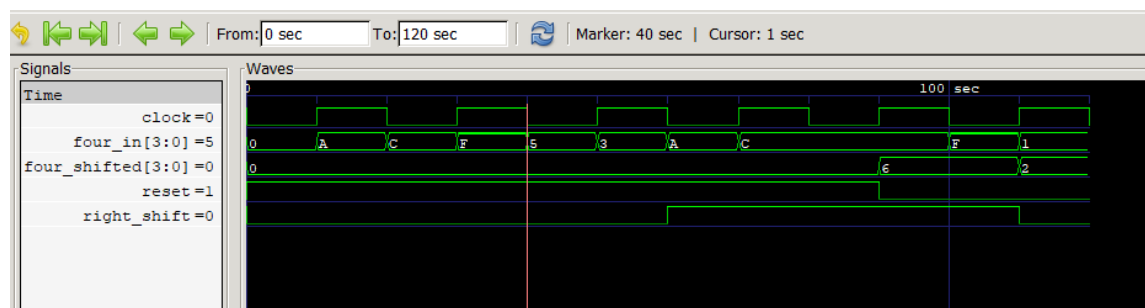 From: 0 sec To: 120 sec Marker: 40 sec | Cursor: 1 sec
Signals Waves
Time 0 100 sec
clock=0
four_in[3:0]=5 0 A C F 5 3 A C F 1
four_shifted[3:0]=0 0 6 2
reset=1
right_shift=0